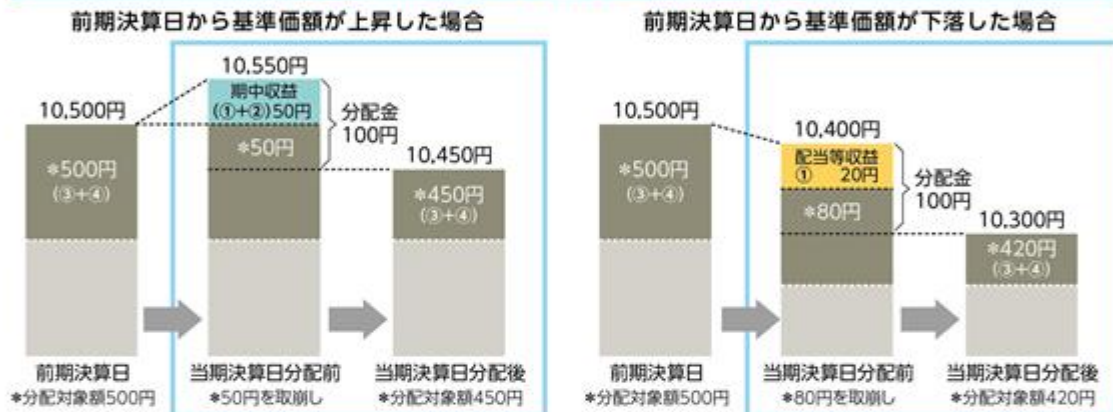 前期決算日から基準価額が上昇した場合
10,550円
期中収益
(①+②)50円
10,500円
分配金
100円
*50円
10,450円
*500円
(③+④)
*450円
(③+④)
前期決算日
*分配対象額500円
当期決算日分配前
*50円を取崩し
当期決算日分配後
*分配対象額450円
前期決算日から基準価額が下落した場合
10,500円
10,400円
配当等収益
① 20円
分配金
100円
*500円
(③+④)
*80円
10,300円
*420円
(③+④)
前期決算日
*分配対象額500円
当期決算日分配前
*80円を取崩し
当期決算日分配後
*分配対象額420円